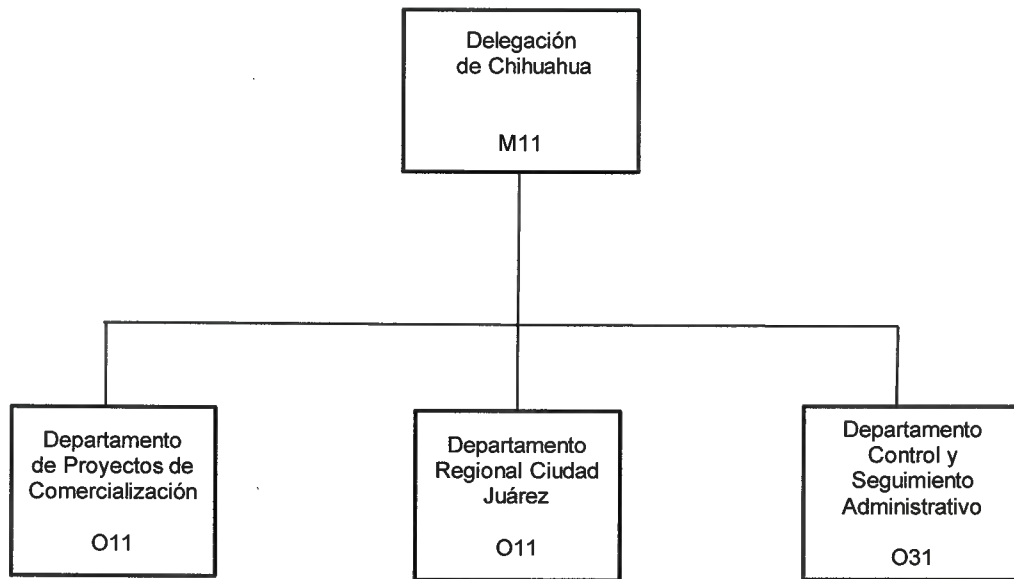 Delegación
de Chihuahua
M11
Departamento
de Proyectos de
Comercialización
O11
Departamento
Regional Ciudad
Juárez
O11
Departamento
Control y
Seguimiento
Administrativo
O31